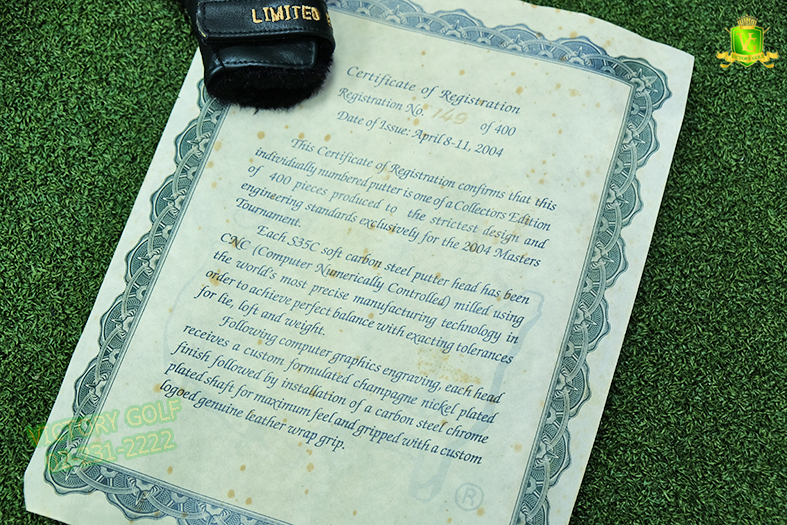 LIMITED
Certificate of Registration
Registration No. 149 of 400
Date of Issue: April 8-11, 2004
This Certificate of Registration confirms that this
individually numbered putter is one of a Collectors Edition
of 400 pieces produced to the strictest design and
engineering standards exclusively for the 2004 Masters
Tournament.
Each S35C soft carbon steel putter head has been
CNC (Computer Numerically Controlled) milled using
the world's most precise manufacturing technology in
order to achieve perfect balance with exacting tolerances
for lie, loft and weight.
Following computer graphics engraving, each head
receives a custom formulated champagne nickel plated
finish followed by installation of a carbon steel chrome
plated shaft for maximum feel and gripped with a custom
logoed genuine leather wrap grip.
®
VICTORY GOLF